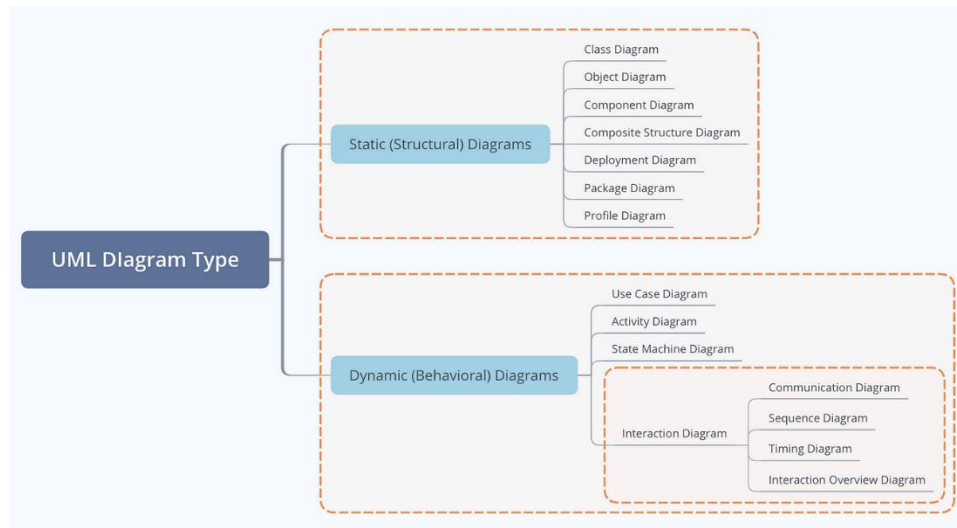 Class Diagram
Object Diagram
Component Diagram
Static (Structural) Diagrams
Composite Structure Diagram
Deployment Diagram
Package Diagram
Profile Diagram
UML DIagram Type
Use Case Diagram
Activity Diagram
State Machine Diagram
Dynamic (Behavioral) Diagrams
Communication Diagram
Sequence Diagram
Interaction Diagram
Timing Diagram
Interaction Overview Diagram